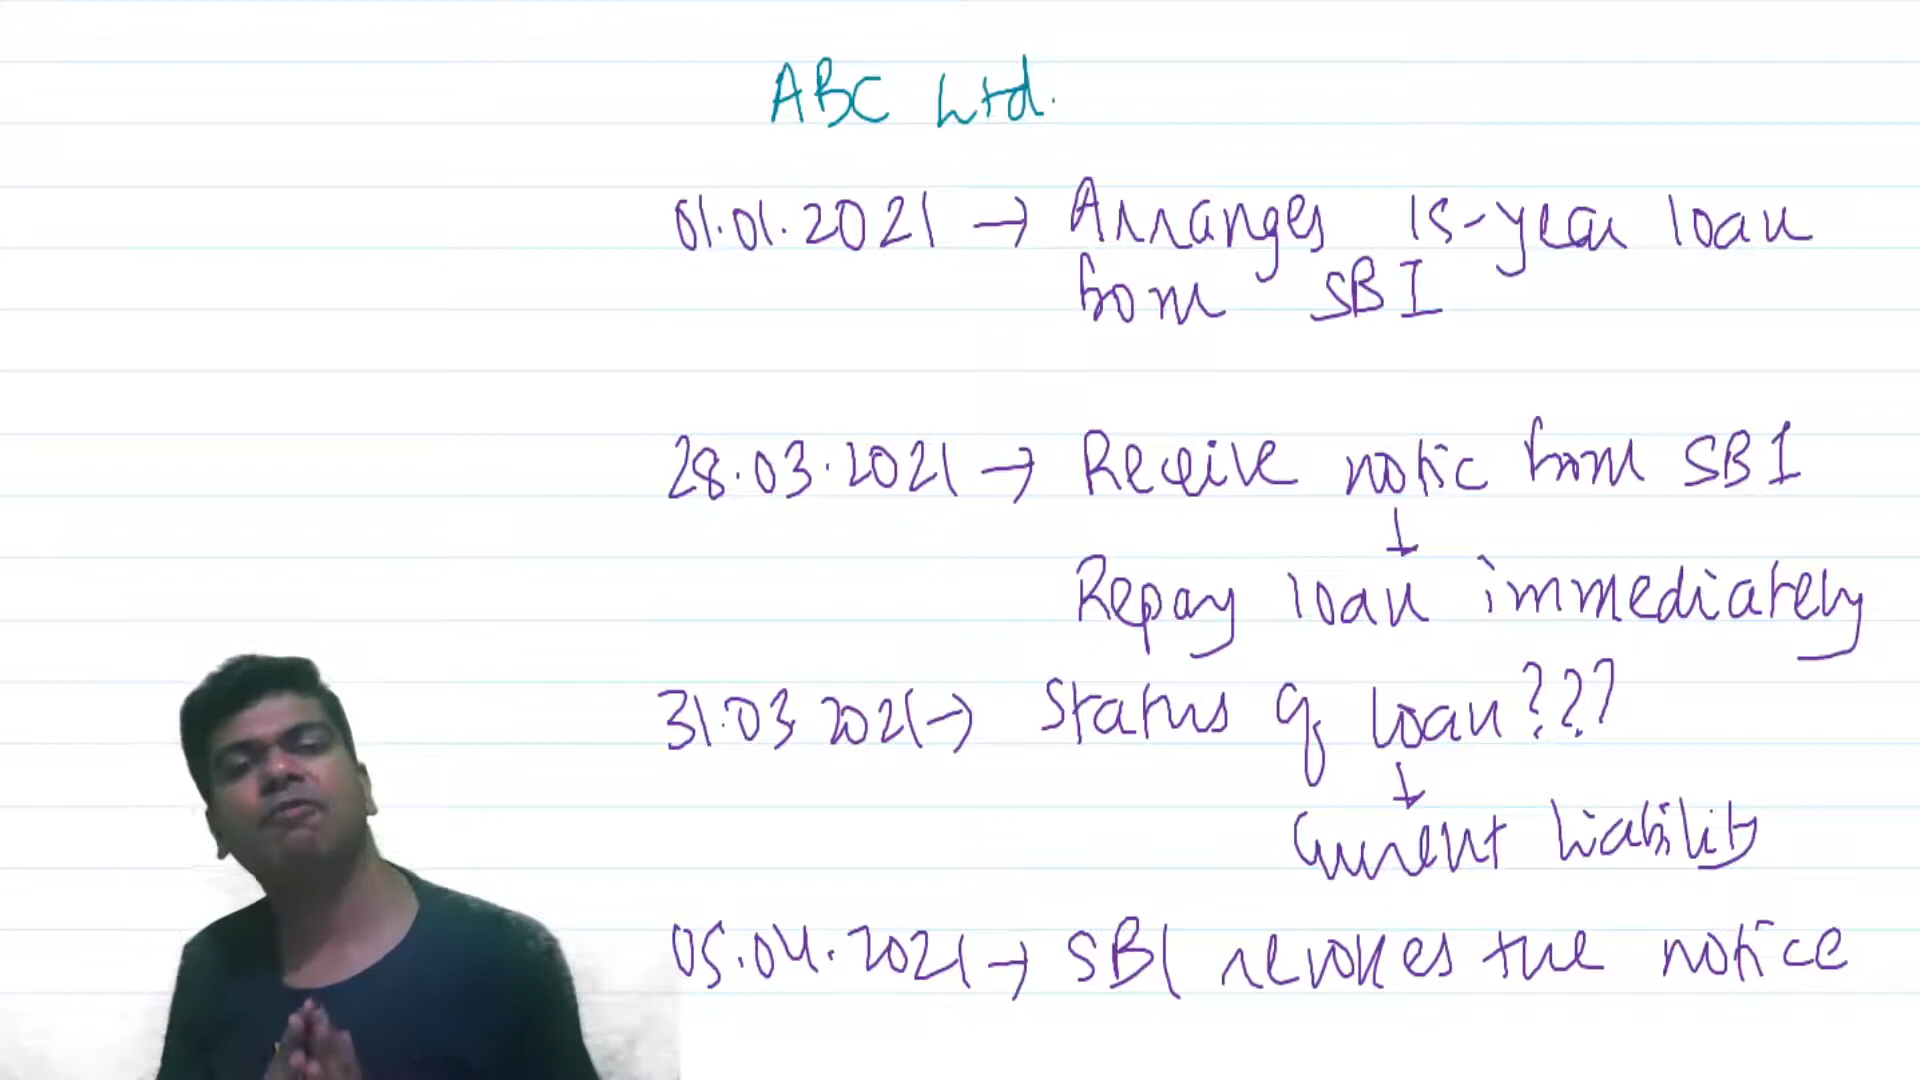 ABC Ltd.
01.01.2021 → Arranges 15-year loan
from SBI
28.03.2021 → Receive notic from SBI
↓
Repay loan immediately
31.03 2021 → Status of loan???
↓
Current Liability
05.04.2021 → SBI revokes the notice